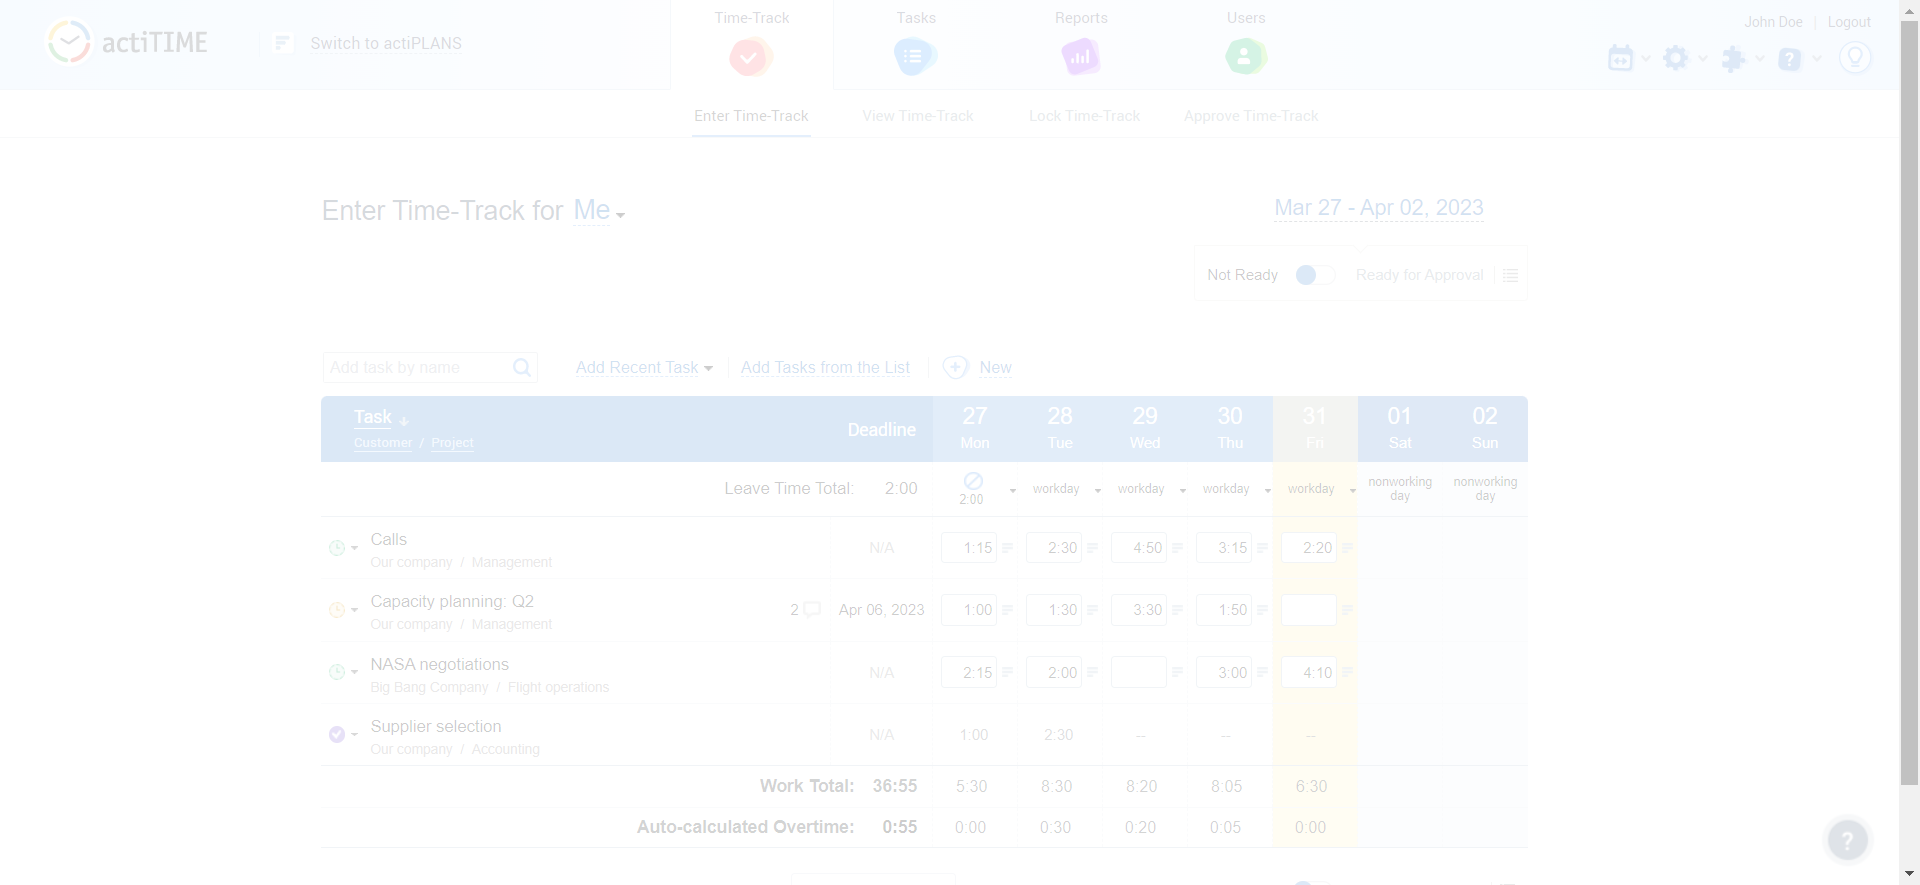 actiTIME
Switch to actiPLANS
Time-Track
Tasks
Reports
Users
John Doe | Logout
Enter Time-Track
View Time-Track
Lock Time-Track
Approve Time-Track
Enter Time-Track for Me
Mar 27 - Apr 02, 2023
Not Ready
Ready for Approval
Add task by name
Add Recent Task
Add Tasks from the List
New
Task
Customer / Project
Deadline
27 28 29 30 31 01 02
Mon Tue Wed Thu Fri Sat Sun
Leave Time Total: 2:00 2:00 workday workday workday workday nonworking day nonworking day
Calls N/A 1:15 2:30 4:50 3:15 2:20
Our company / Management
Capacity planning: Q2 2 Apr 06, 2023 1:00 1:30 3:30 1:50
Our company / Management
NASA negotiations N/A 2:15 2:00 3:00 4:10
Big Bang Company / Flight operations
Supplier selection N/A 1:00 2:30 -- -- --
Our company / Accounting
Work Total: 36:55 5:30 8:30 8:20 8:05 6:30
Auto-calculated Overtime: 0:55 0:00 0:30 0:20 0:05 0:00
?